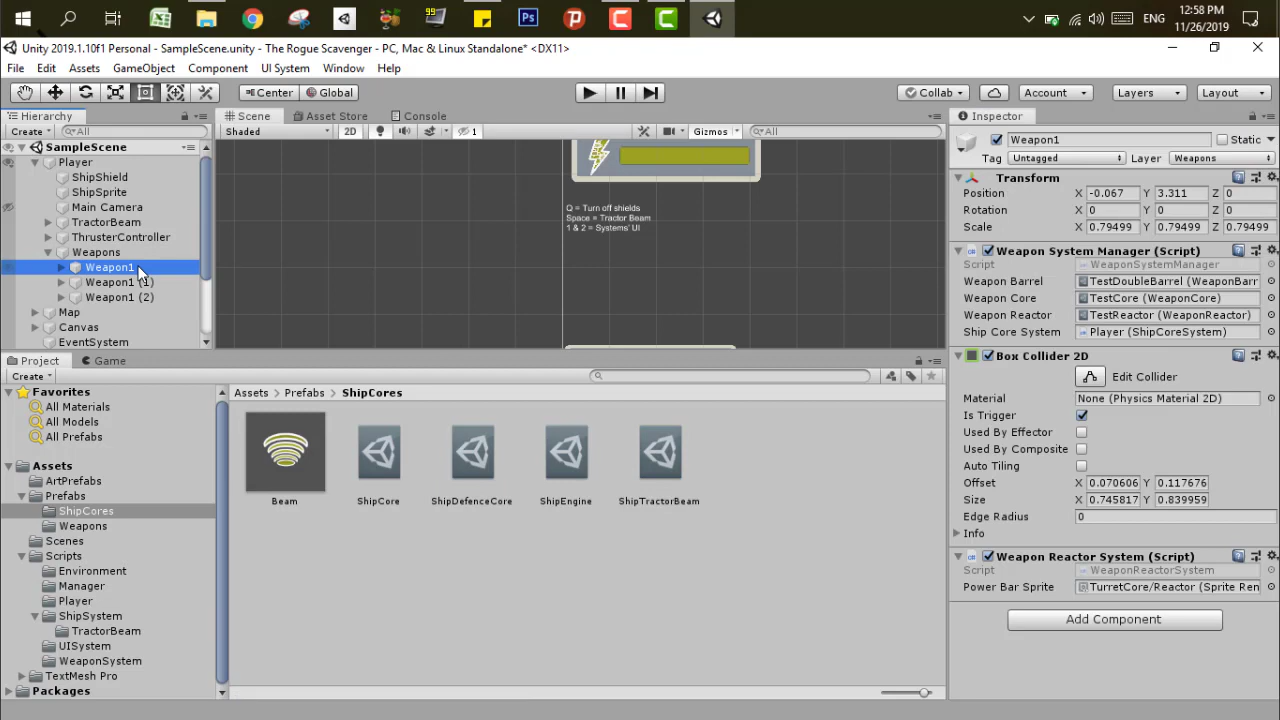 ENG
12:58 PM
11/26/2019
Unity 2019.1.10f1 Personal - SampleScene.unity - The Rogue Scavenger - PC, Mac & Linux Standalone* <DX11>
File Edit Assets GameObject Component UI System Window Help
Center Global Collab Account Layers Layout
Hierarchy Scene Asset Store Console Inspector
Create All Shaded 2D 1 Gizmos All
Weapon1 Static
Tag Untagged Layer Weapons
SampleScene
Player
ShipShield
ShipSprite
Main Camera
TractorBeam
ThrusterController
Weapons
Weapon1
Weapon1 (1)
Weapon1 (2)
Map
Canvas
EventSystem
Q = Turn off shields
Space = Tractor Beam
1 & 2 = Systems' UI
Transform
Position X -0.067 Y 3.311 Z 0
Rotation X 0 Y 0 Z 0
Scale X 0.79499 Y 0.79499 Z 0.79499
Weapon System Manager (Script)
Script WeaponSystemManager
Weapon Barrel TestDoubleBarrel (WeaponBarr
Weapon Core TestCore (WeaponCore)
Weapon Reactor TestReactor (WeaponReactor)
Ship Core System Player (ShipCoreSystem)
Box Collider 2D
Edit Collider
Material None (Physics Material 2D)
Is Trigger
Used By Effector
Used By Composite
Auto Tiling
Offset X 0.070606 Y 0.117676
Size X 0.745817 Y 0.839959
Edge Radius 0
Info
Weapon Reactor System (Script)
Script WeaponReactorSystem
Power Bar Sprite TurretCore/Reactor (Sprite Ren
Add Component
Project Game
Create
Favorites
All Materials
All Models
All Prefabs
Assets
ArtPrefabs
Prefabs
ShipCores
Weapons
Scenes
Scripts
Environment
Manager
Player
ShipSystem
TractorBeam
UISystem
WeaponSystem
TextMesh Pro
Packages
Assets Prefabs ShipCores
Beam ShipCore ShipDefenceCore ShipEngine ShipTractorBeam